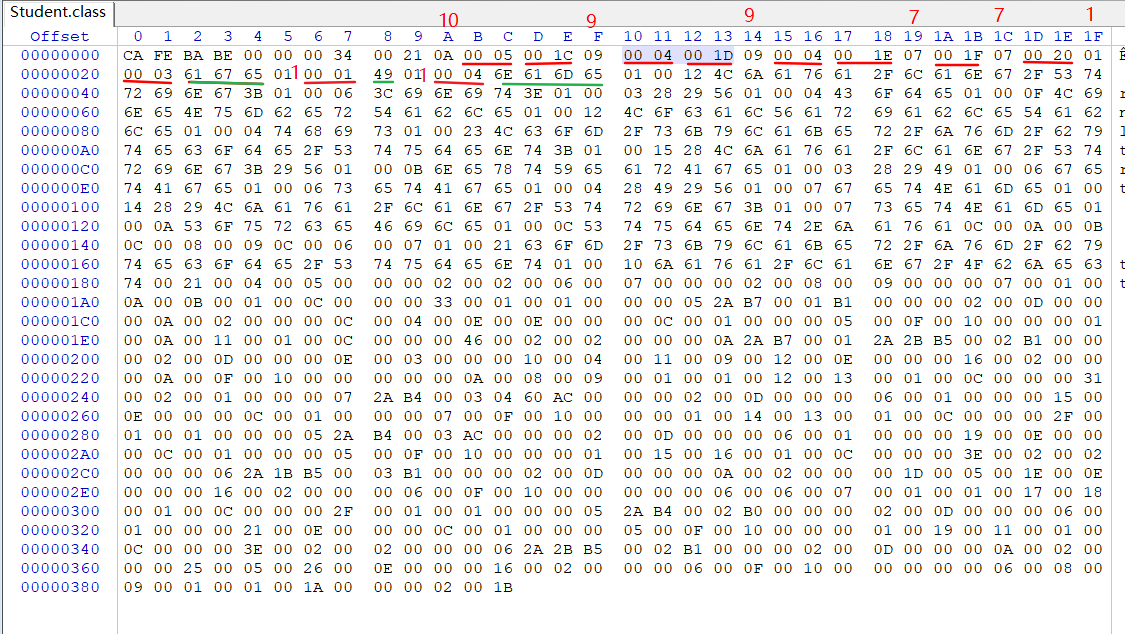 Student.class
10 9 9 7 7 1
Offset 0 1 2 3 4 5 6 7 8 9 A B C D E F 10 11 12 13 14 15 16 17 18 19 1A 1B 1C 1D 1E 1F
00000000 CA FE BA BE 00 00 00 34 00 21 0A 00 05 00 1C 09 00 04 00 1D 09 00 04 00 1E 07 00 1F 07 00 20 01
00000020 00 03 61 67 65 01 1 00 01 49 01 1 00 04 6E 61 6D 65 01 00 12 4C 6A 61 76 61 2F 6C 61 6E 67 2F 53 74
00000040 72 69 6E 67 3B 01 00 06 3C 69 6E 69 74 3E 01 00 03 28 29 56 01 00 04 43 6F 64 65 01 00 0F 4C 69 r
00000060 6E 65 4E 75 6D 62 65 72 54 61 62 6C 65 01 00 12 4C 6F 63 61 6C 56 61 72 69 61 62 6C 65 54 61 62 r
00000080 6C 65 01 00 04 74 68 69 73 01 00 23 4C 63 6F 6D 2F 73 6B 79 6C 61 6B 65 72 2F 6A 76 6D 2F 62 79 l
000000A0 74 65 63 6F 64 65 2F 53 74 75 64 65 6E 74 3B 01 00 15 28 4C 6A 61 76 61 2F 6C 61 6E 67 2F 53 74 t
000000C0 72 69 6E 67 3B 29 56 01 00 0B 6E 65 78 74 59 65 61 72 41 67 65 01 00 03 28 29 49 01 00 06 67 65 r
000000E0 74 41 67 65 01 00 06 73 65 74 41 67 65 01 00 04 28 49 29 56 01 00 07 67 65 74 4E 61 6D 65 01 00 t
00000100 14 28 29 4C 6A 61 76 61 2F 6C 61 6E 67 2F 53 74 72 69 6E 67 3B 01 00 07 73 65 74 4E 61 6D 65 01
00000120 00 0A 53 6F 75 72 63 65 46 69 6C 65 01 00 0C 53 74 75 64 65 6E 74 2E 6A 61 76 61 0C 00 0A 00 0B
00000140 0C 00 08 00 09 0C 00 06 00 07 01 00 21 63 6F 6D 2F 73 6B 79 6C 61 6B 65 72 2F 6A 76 6D 2F 62 79
00000160 74 65 63 6F 64 65 2F 53 74 75 64 65 6E 74 01 00 10 6A 61 76 61 2F 6C 61 6E 67 2F 4F 62 6A 65 63 t
00000180 74 00 21 00 04 00 05 00 00 00 02 00 02 00 06 00 07 00 00 00 02 00 08 00 09 00 00 00 07 00 01 00 t
000001A0 0A 00 0B 00 01 00 0C 00 00 00 33 00 01 00 01 00 00 00 05 2A B7 00 01 B1 00 00 00 02 00 0D 00 00
000001C0 00 0A 00 02 00 00 00 0C 00 04 00 0E 00 0E 00 00 00 0C 00 01 00 00 00 05 00 0F 00 10 00 00 00 01
000001E0 00 0A 00 11 00 01 00 0C 00 00 00 46 00 02 00 02 00 00 00 0A 2A B7 00 01 2A 2B B5 00 02 B1 00 00
00000200 00 02 00 0D 00 00 00 0E 00 03 00 00 00 10 00 04 00 11 00 09 00 12 00 0E 00 00 00 16 00 02 00 00
00000220 00 0A 00 0F 00 10 00 00 00 00 00 0A 00 08 00 09 00 01 00 01 00 12 00 13 00 01 00 0C 00 00 00 31
00000240 00 02 00 01 00 00 00 07 2A B4 00 03 04 60 AC 00 00 00 02 00 0D 00 00 00 06 00 01 00 00 00 15 00
00000260 0E 00 00 00 0C 00 01 00 00 00 07 00 0F 00 10 00 00 01 00 14 00 13 00 01 00 0C 00 00 00 2F 00
00000280 01 00 01 00 00 00 05 2A B4 00 03 AC 00 00 00 02 00 0D 00 00 00 06 00 01 00 00 00 19 00 0E 00 00
000002A0 00 0C 00 01 00 00 00 05 00 0F 00 10 00 00 00 01 00 15 00 16 00 01 00 0C 00 00 00 3E 00 02 00 02
000002C0 00 00 00 06 2A 1B B5 00 03 B1 00 00 00 02 00 0D 00 00 00 0A 00 02 00 00 00 1D 00 05 00 1E 00 0E
000002E0 00 00 00 16 00 02 00 00 00 06 00 0F 00 10 00 00 00 00 00 06 00 06 00 07 00 01 00 01 00 17 00 18
00000300 00 01 00 0C 00 00 00 2F 00 01 00 01 00 00 00 05 2A B4 00 02 B0 00 00 00 02 00 0D 00 00 00 06 00
00000320 01 00 00 00 21 00 0E 00 00 00 0C 00 01 00 00 00 05 00 0F 00 10 00 00 00 01 00 19 00 11 00 01 00
00000340 0C 00 00 00 3E 00 02 00 02 00 00 00 06 2A 2B B5 00 02 B1 00 00 00 02 00 0D 00 00 00 0A 00 02 00
00000360 00 00 25 00 05 00 26 00 0E 00 00 00 16 00 02 00 00 00 06 00 0F 00 10 00 00 00 00 00 06 00 08 00
00000380 09 00 01 00 01 00 1A 00 00 00 02 00 1B